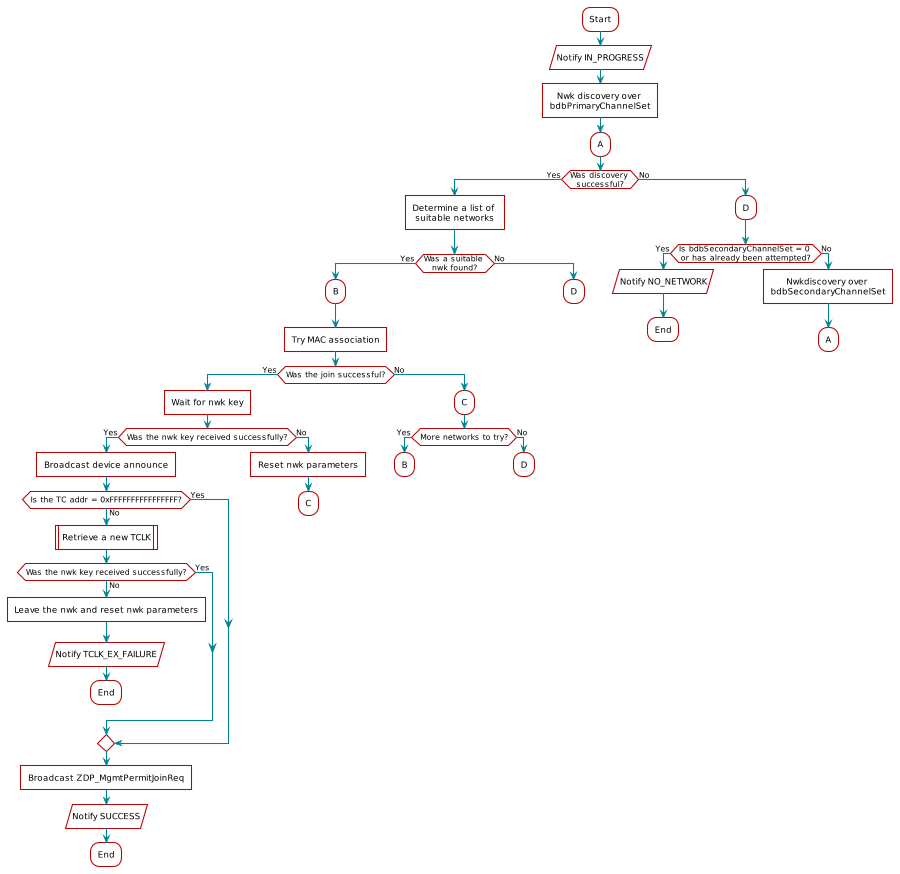 Start
Notify IN_PROGRESS
Nwk discovery over
bdbPrimaryChannelSet
A
Yes
Was discovery
successful?
No
Determine a list of
suitable networks
D
Yes
Was a suitable
nwk found?
No
Yes
Is bdbSecondaryChannelSet = 0
or has already been attempted?
No
B
D
Notify NO_NETWORK
Nwkdiscovery over
bdbSecondaryChannelSet
End
A
Try MAC association
Yes
Was the join successful?
No
Wait for nwk key
C
Yes
Was the nwk key received successfully?
No
Yes
More networks to try?
No
Broadcast device announce
Reset nwk parameters
B
D
Is the TC addr = 0xFFFFFFFFFFFFFFFF?
Yes
C
No
Retrieve a new TCLK
Was the nwk key received successfully?
Yes
No
Leave the nwk and reset nwk parameters
Notify TCLK_EX_FAILURE
End
Broadcast ZDP_MgmtPermitJoinReq
Notify SUCCESS
End